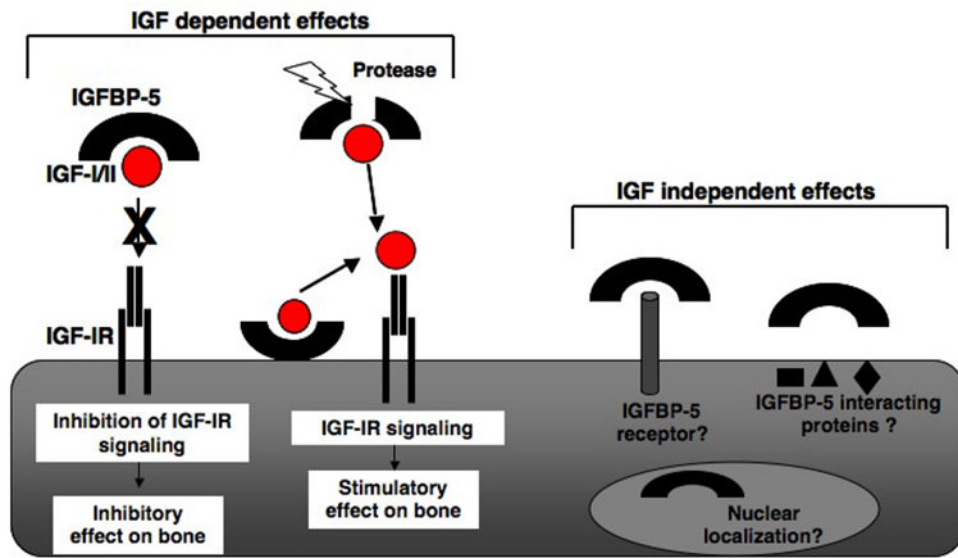 IGF dependent effects
Protease
IGFBP-5
IGF-I/II
X
IGF-IR
Inhibition of IGF-IR
signaling
Inhibitory
effect on bone
IGF-IR signaling
Stimulatory
effect on bone
IGF independent effects
IGFBP-5
receptor?
IGFBP-5 interacting
proteins ?
Nuclear
localization?